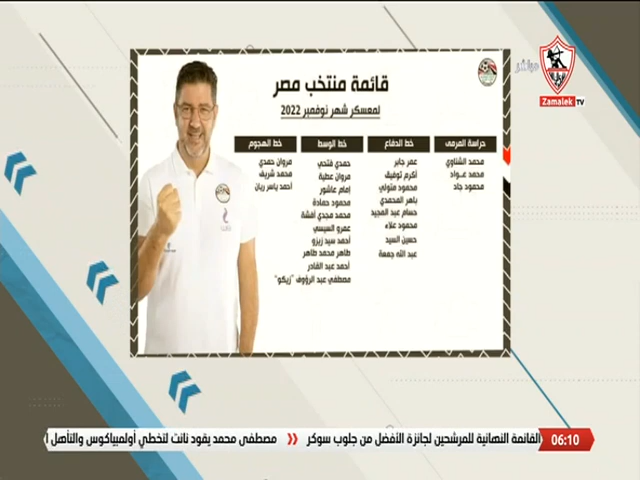 مباشر
Zamalek TV
قائمة منتخب مصر
لمعسكر شهر نوفمبر 2022
حراسة المرمى
محمد الشناوي
محمد عـواد
محمود جاد
خط الدفاع
عمر جابر
أكرم توفيق
محمود متولي
باهر المحمدي
حسام عبد المجيد
محمود علاء
حسين السيد
عبد الله جمعة
خط الوسط
حمدي فتحي
مروان عطية
إمام عاشور
محمود حمادة
محمد مجدي أفشة
عمرو السيسي
أحمد سيد زيزو
طاهر محمد طاهر
أحمد عبد القادر
مصطفى عبد الرؤوف "زيكو"
خط الهجوم
مروان حمدي
محمد شريف
أحمد ياسر ريان
06:10
القائمة النهائية للمرشحين لجائزة الأفضل من جلوب سوكر » مصطفى محمد يقود نانت لتخطي أولمبياكوس والتأهل ا